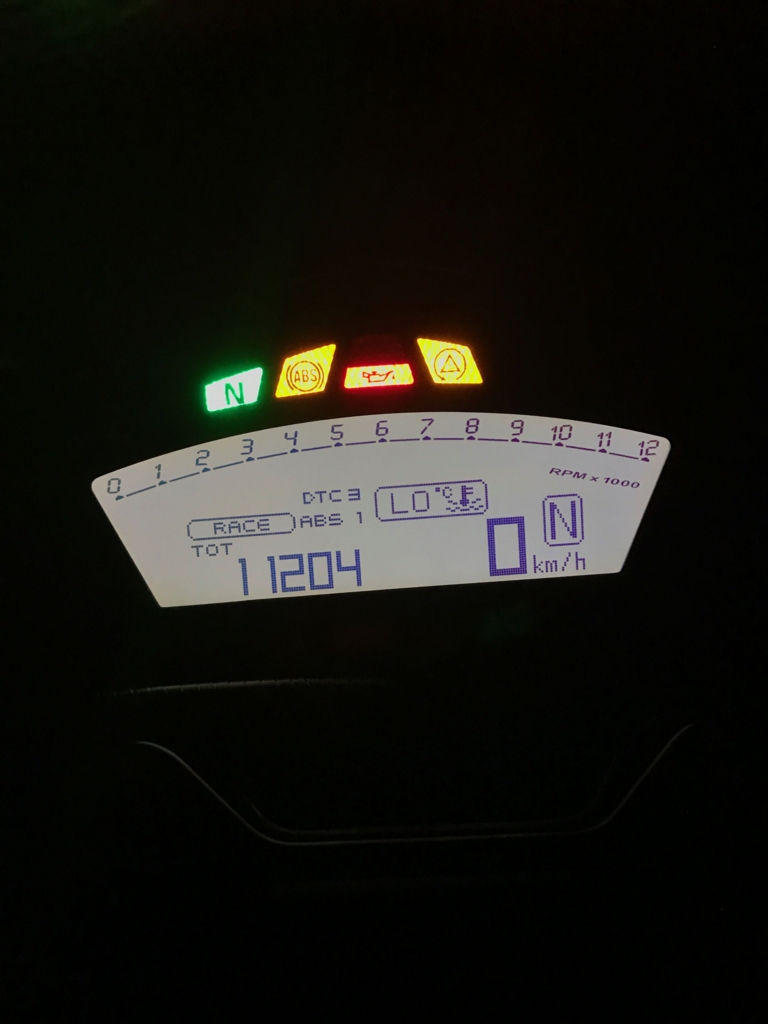 N ABS
0 1 2 3 4 5 6 7 8 9 10 11 12
RPM x 1000
DTC 3
LO °C
RACE ABS 1
N
TOT
11204
0 km/h